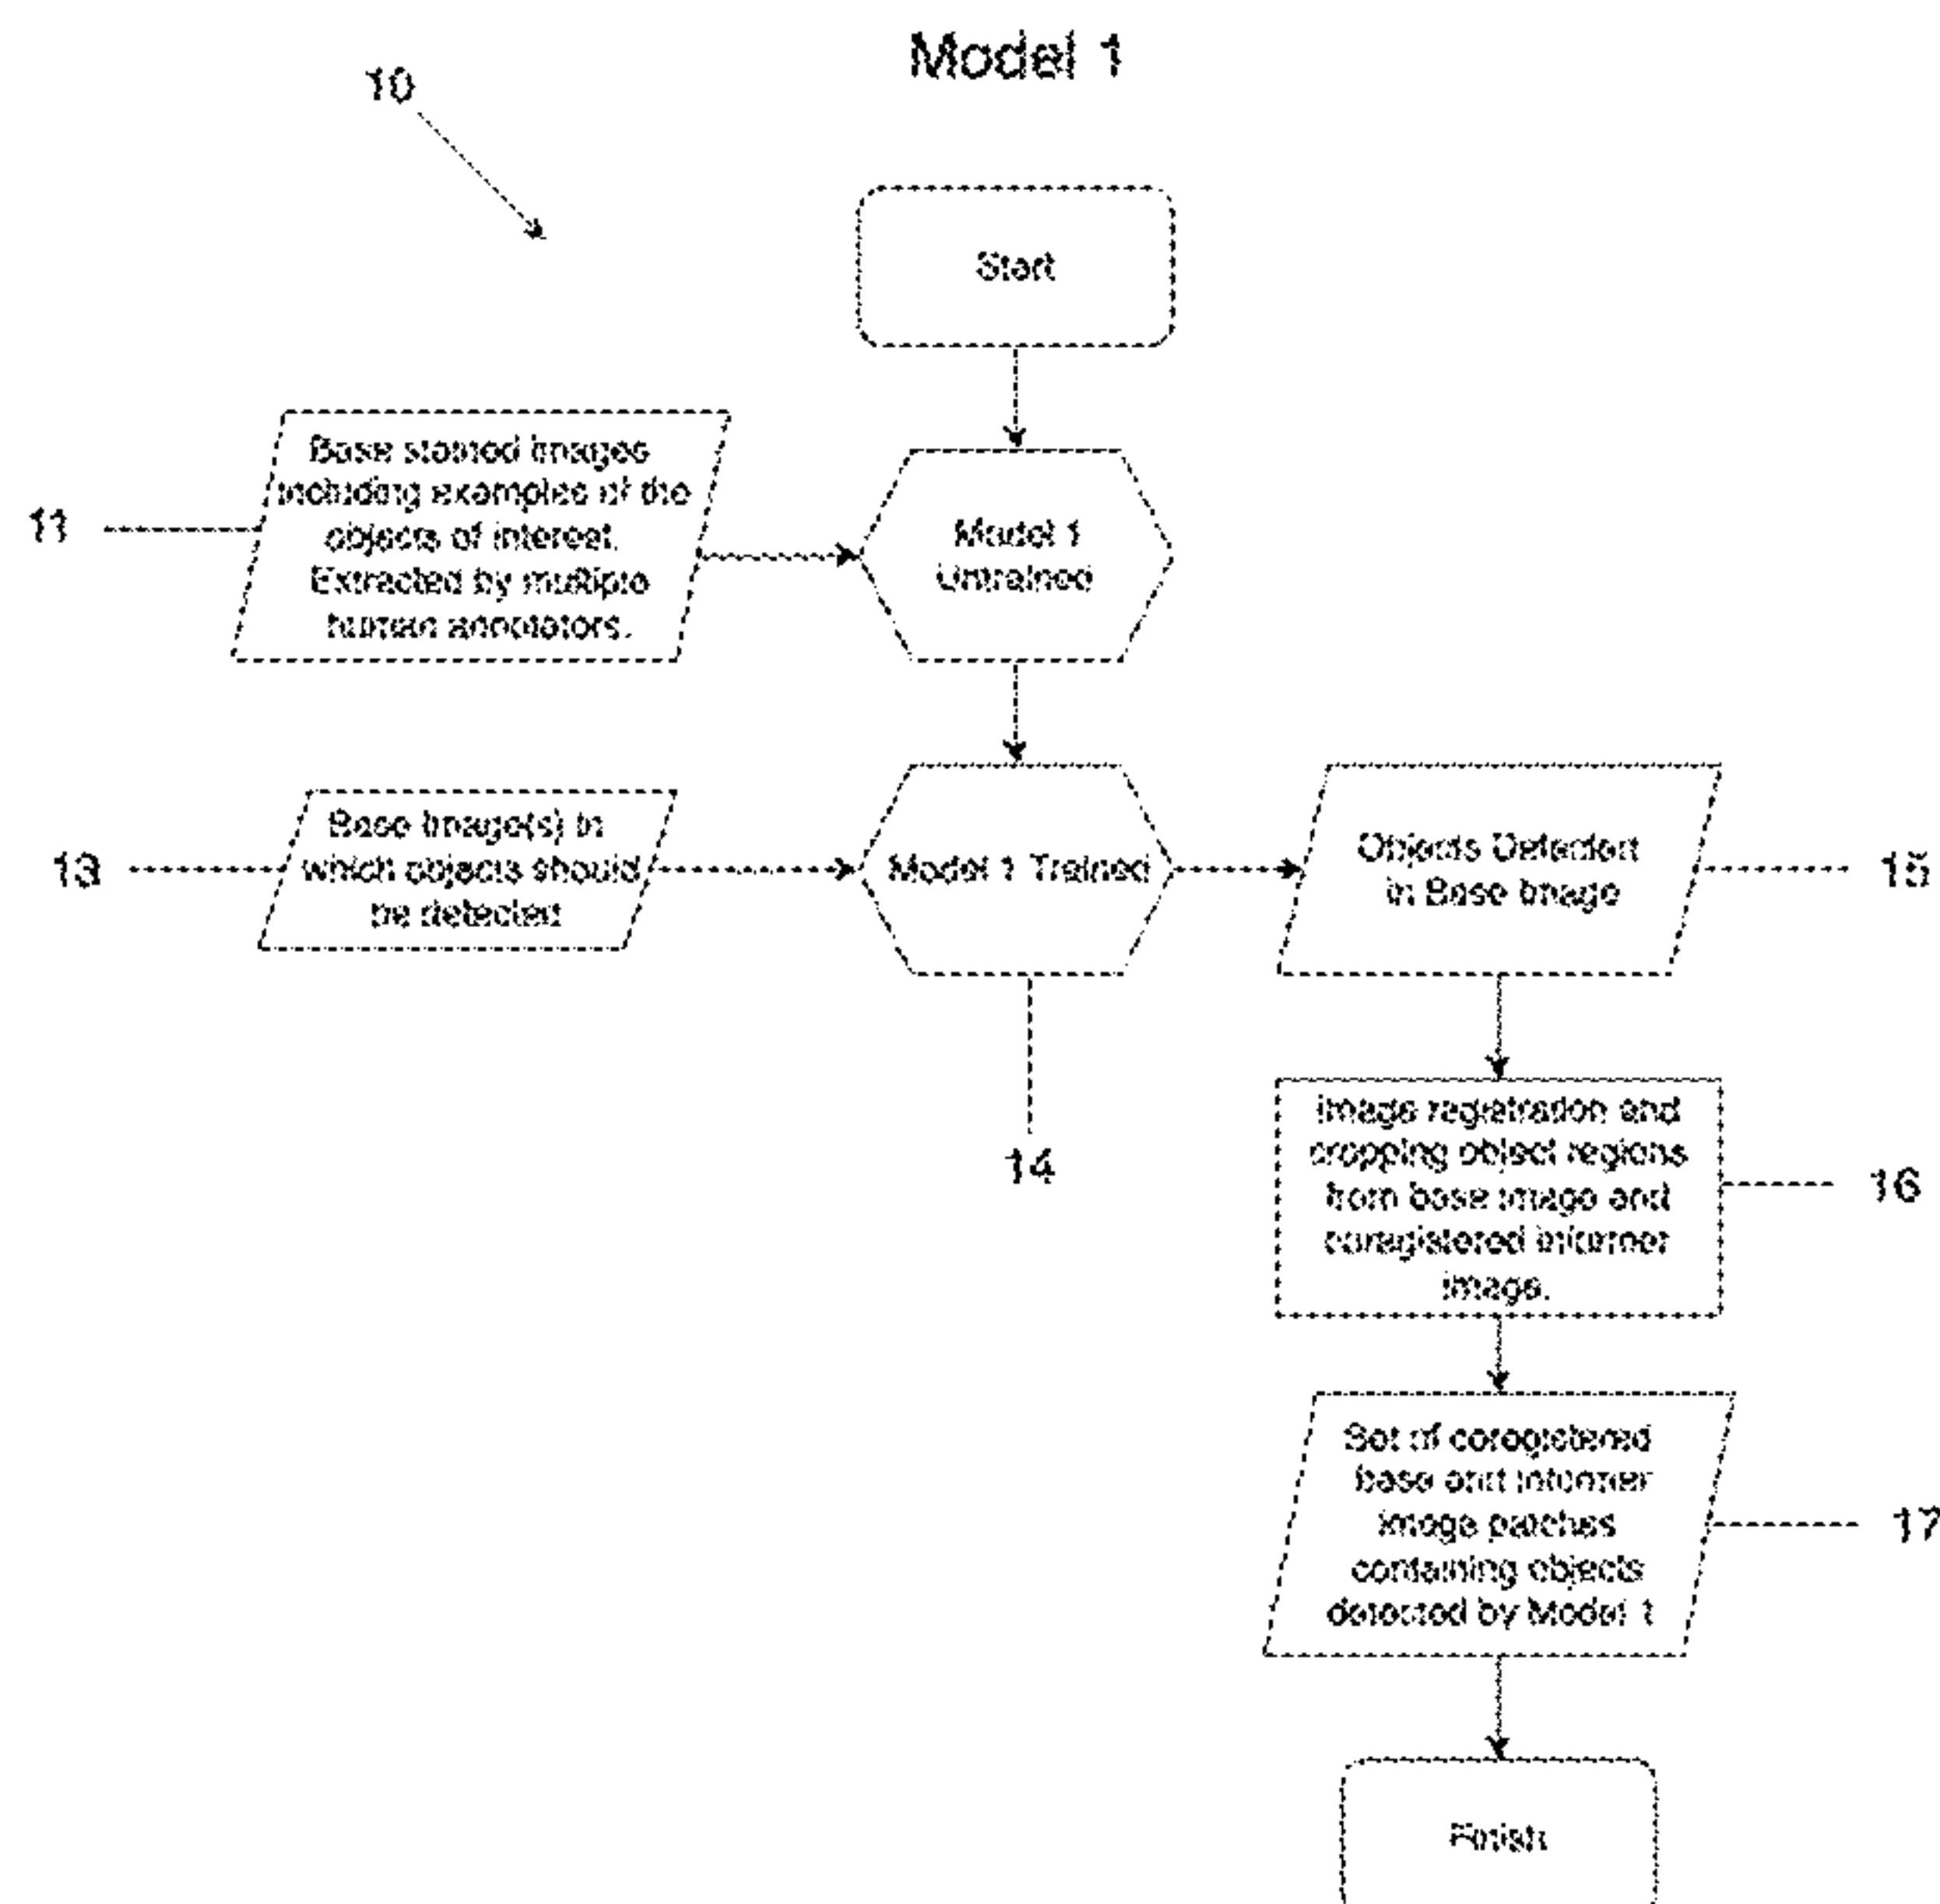 Model 1
10
Start
Base stained images
including examples of the
objects of interest.
Extracted by multiple
human annotators.
11
Model 1
Untrained
Base Image(s) in
which objects should
be detected
13
Model 1 Trained
Objects Detected
in Base Image
15
14
Image registration and
cropping object regions
from base image and
coregistered informer
image.
16
Set of coregistered
base and informer
image patches
containing objects
detected by Model 1
17
Finish